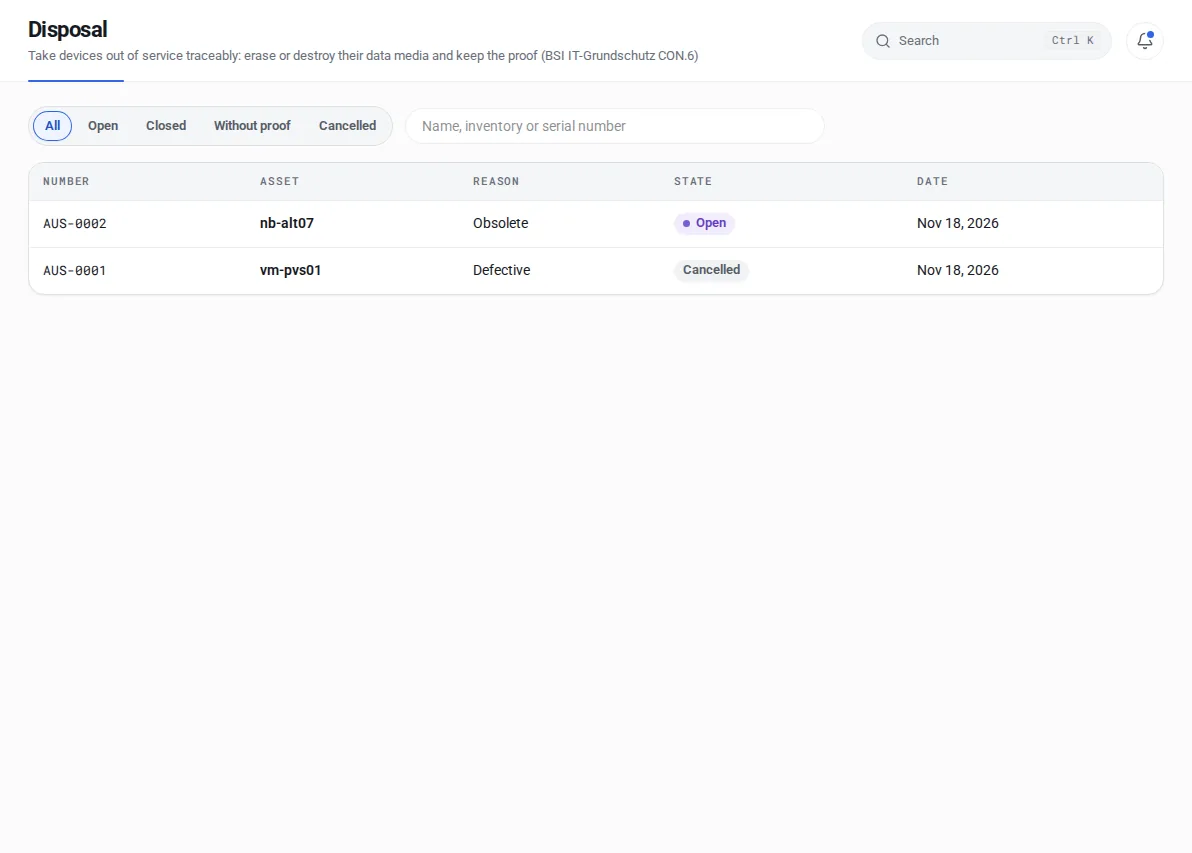 Disposal
Take devices out of service traceably: erase or destroy their data media and keep the proof (BSI IT-Grundschutz CON.6)
Search Ctrl K
All Open Closed Without proof Cancelled Name, inventory or serial number
NUMBER ASSET REASON STATE DATE
AUS-0002 nb-alt07 Obsolete Open Nov 18, 2026
AUS-0001 vm-pvs01 Defective Cancelled Nov 18, 2026